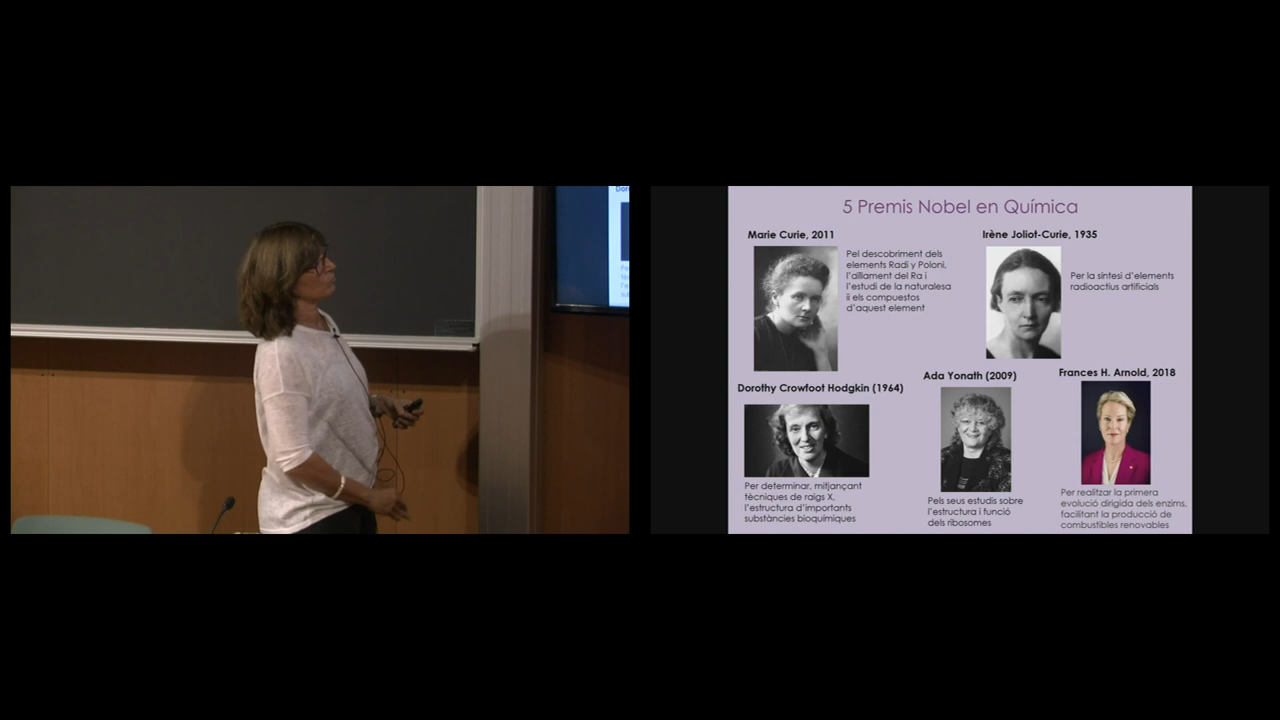 5 Premis Nobel en Química
Marie Curie, 2011
Pel descobriment dels
elements Radi y Poloni,
l'aïllament del Ra i
l'estudi de la naturalesa
ii els compuestos
d'aquest element
Irène Joliot-Curie, 1935
Per la síntesi d'elements
radioactius artificials
Dorothy Crowfoot Hodgkin (1964)
Per determinar, mitjançant
tècniques de raigs X,
l'estructura d'importants
substàncies bioquímiques
Ada Yonath (2009)
Pels seus estudis sobre
l'estructura i funció
dels ribosomes
Frances H. Arnold, 2018
Per realitzar la primera
evolució dirigida dels enzims,
facilitant la producció de
combustibles renovables